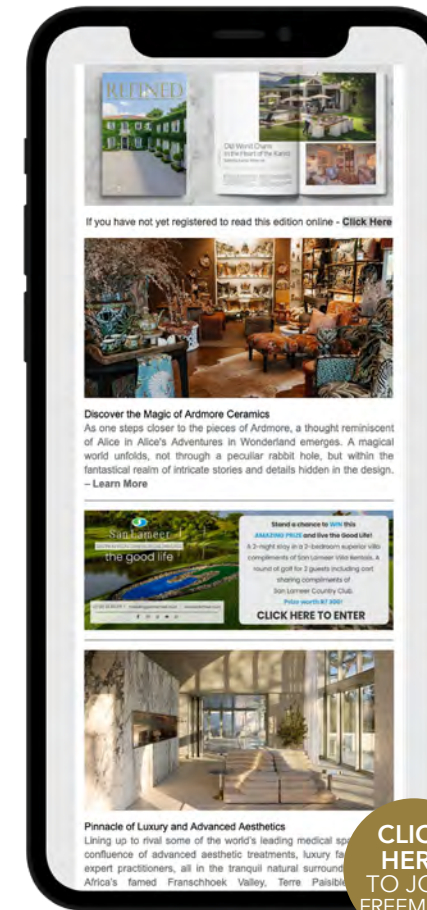 REFINED
Old World Charm
in the Heart of the Karoo
If you have not yet registered to read this edition online - Click Here
Discover the Magic of Ardmore Ceramics
As one steps closer to the pieces of Ardmore, a thought reminiscent
of Alice in Alice's Adventures in Wonderland emerges. A magical
world unfolds, not through a peculiar rabbit hole, but within the
fantastical realm of intricate stories and details hidden in the design.
– Learn More
San Lameer
the good life
Stand a chance to WIN this
AMAZING PRIZE and live the Good Life!
A 2-night stay in a 2-bedroom superior villa
compliments of San Lameer Villa Rentals. A
round of golf for 2 guests including cart
sharing compliments of
San Lameer Country Club.
Prize worth
CLICK HERE TO ENTER
Pinnacle of Luxury and Advanced Aesthetics
Lining up to rival some of the world's leading medical
confluence of advanced aesthetic treatments, luxury
expert practitioners, all in the tranquil natural
Africa's famed Franschhoek Valley, Terre
CLIC
HER
TO JO
FREEM